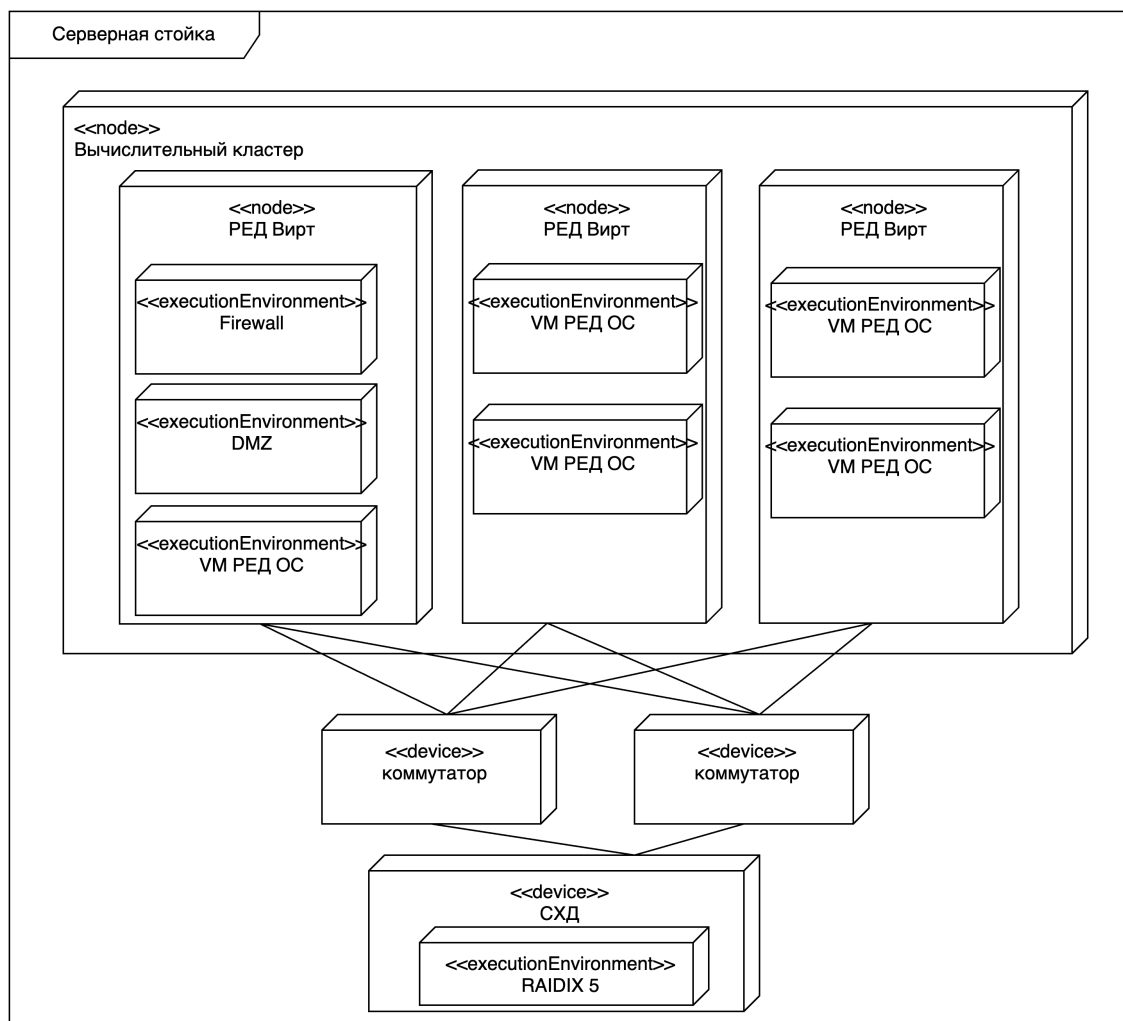 Серверная стойка
<<node>>
Вычислительный кластер
<<node>>
РЕД Вирт
<<executionEnvironment>>
Firewall
<<executionEnvironment>>
DMZ
<<executionEnvironment>>
VM РЕД ОС
<<node>>
РЕД Вирт
<<executionEnvironment>>
VM РЕД ОС
<<executionEnvironment>>
VM РЕД ОС
<<node>>
РЕД Вирт
<<executionEnvironment>>
VM РЕД ОС
<<executionEnvironment>>
VM РЕД ОС
<<device>>
коммутатор
<<device>>
коммутатор
<<device>>
СХД
<<executionEnvironment>>
RAIDIX 5